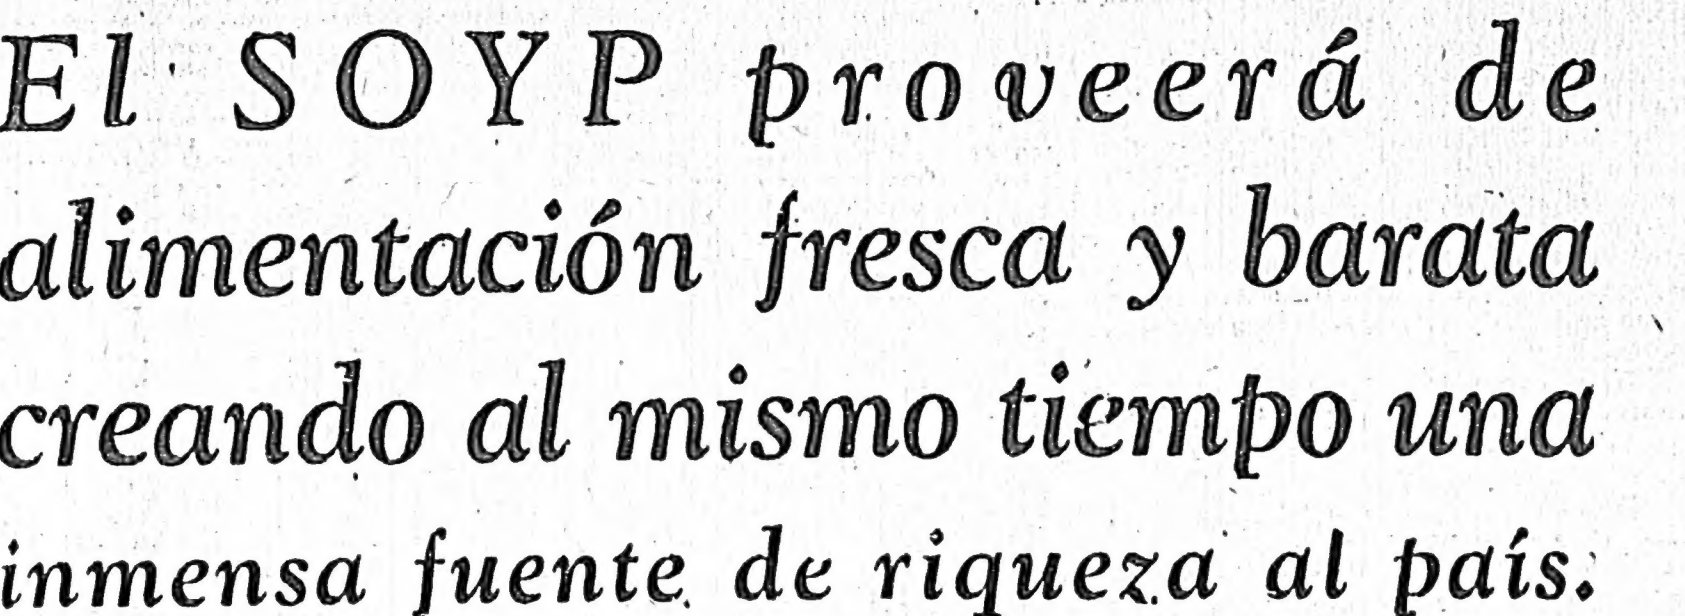 El SOYP proveerá de
alimentación fresca y barata
creando al mismo tiempo una
inmensa fuente de riqueza al país.